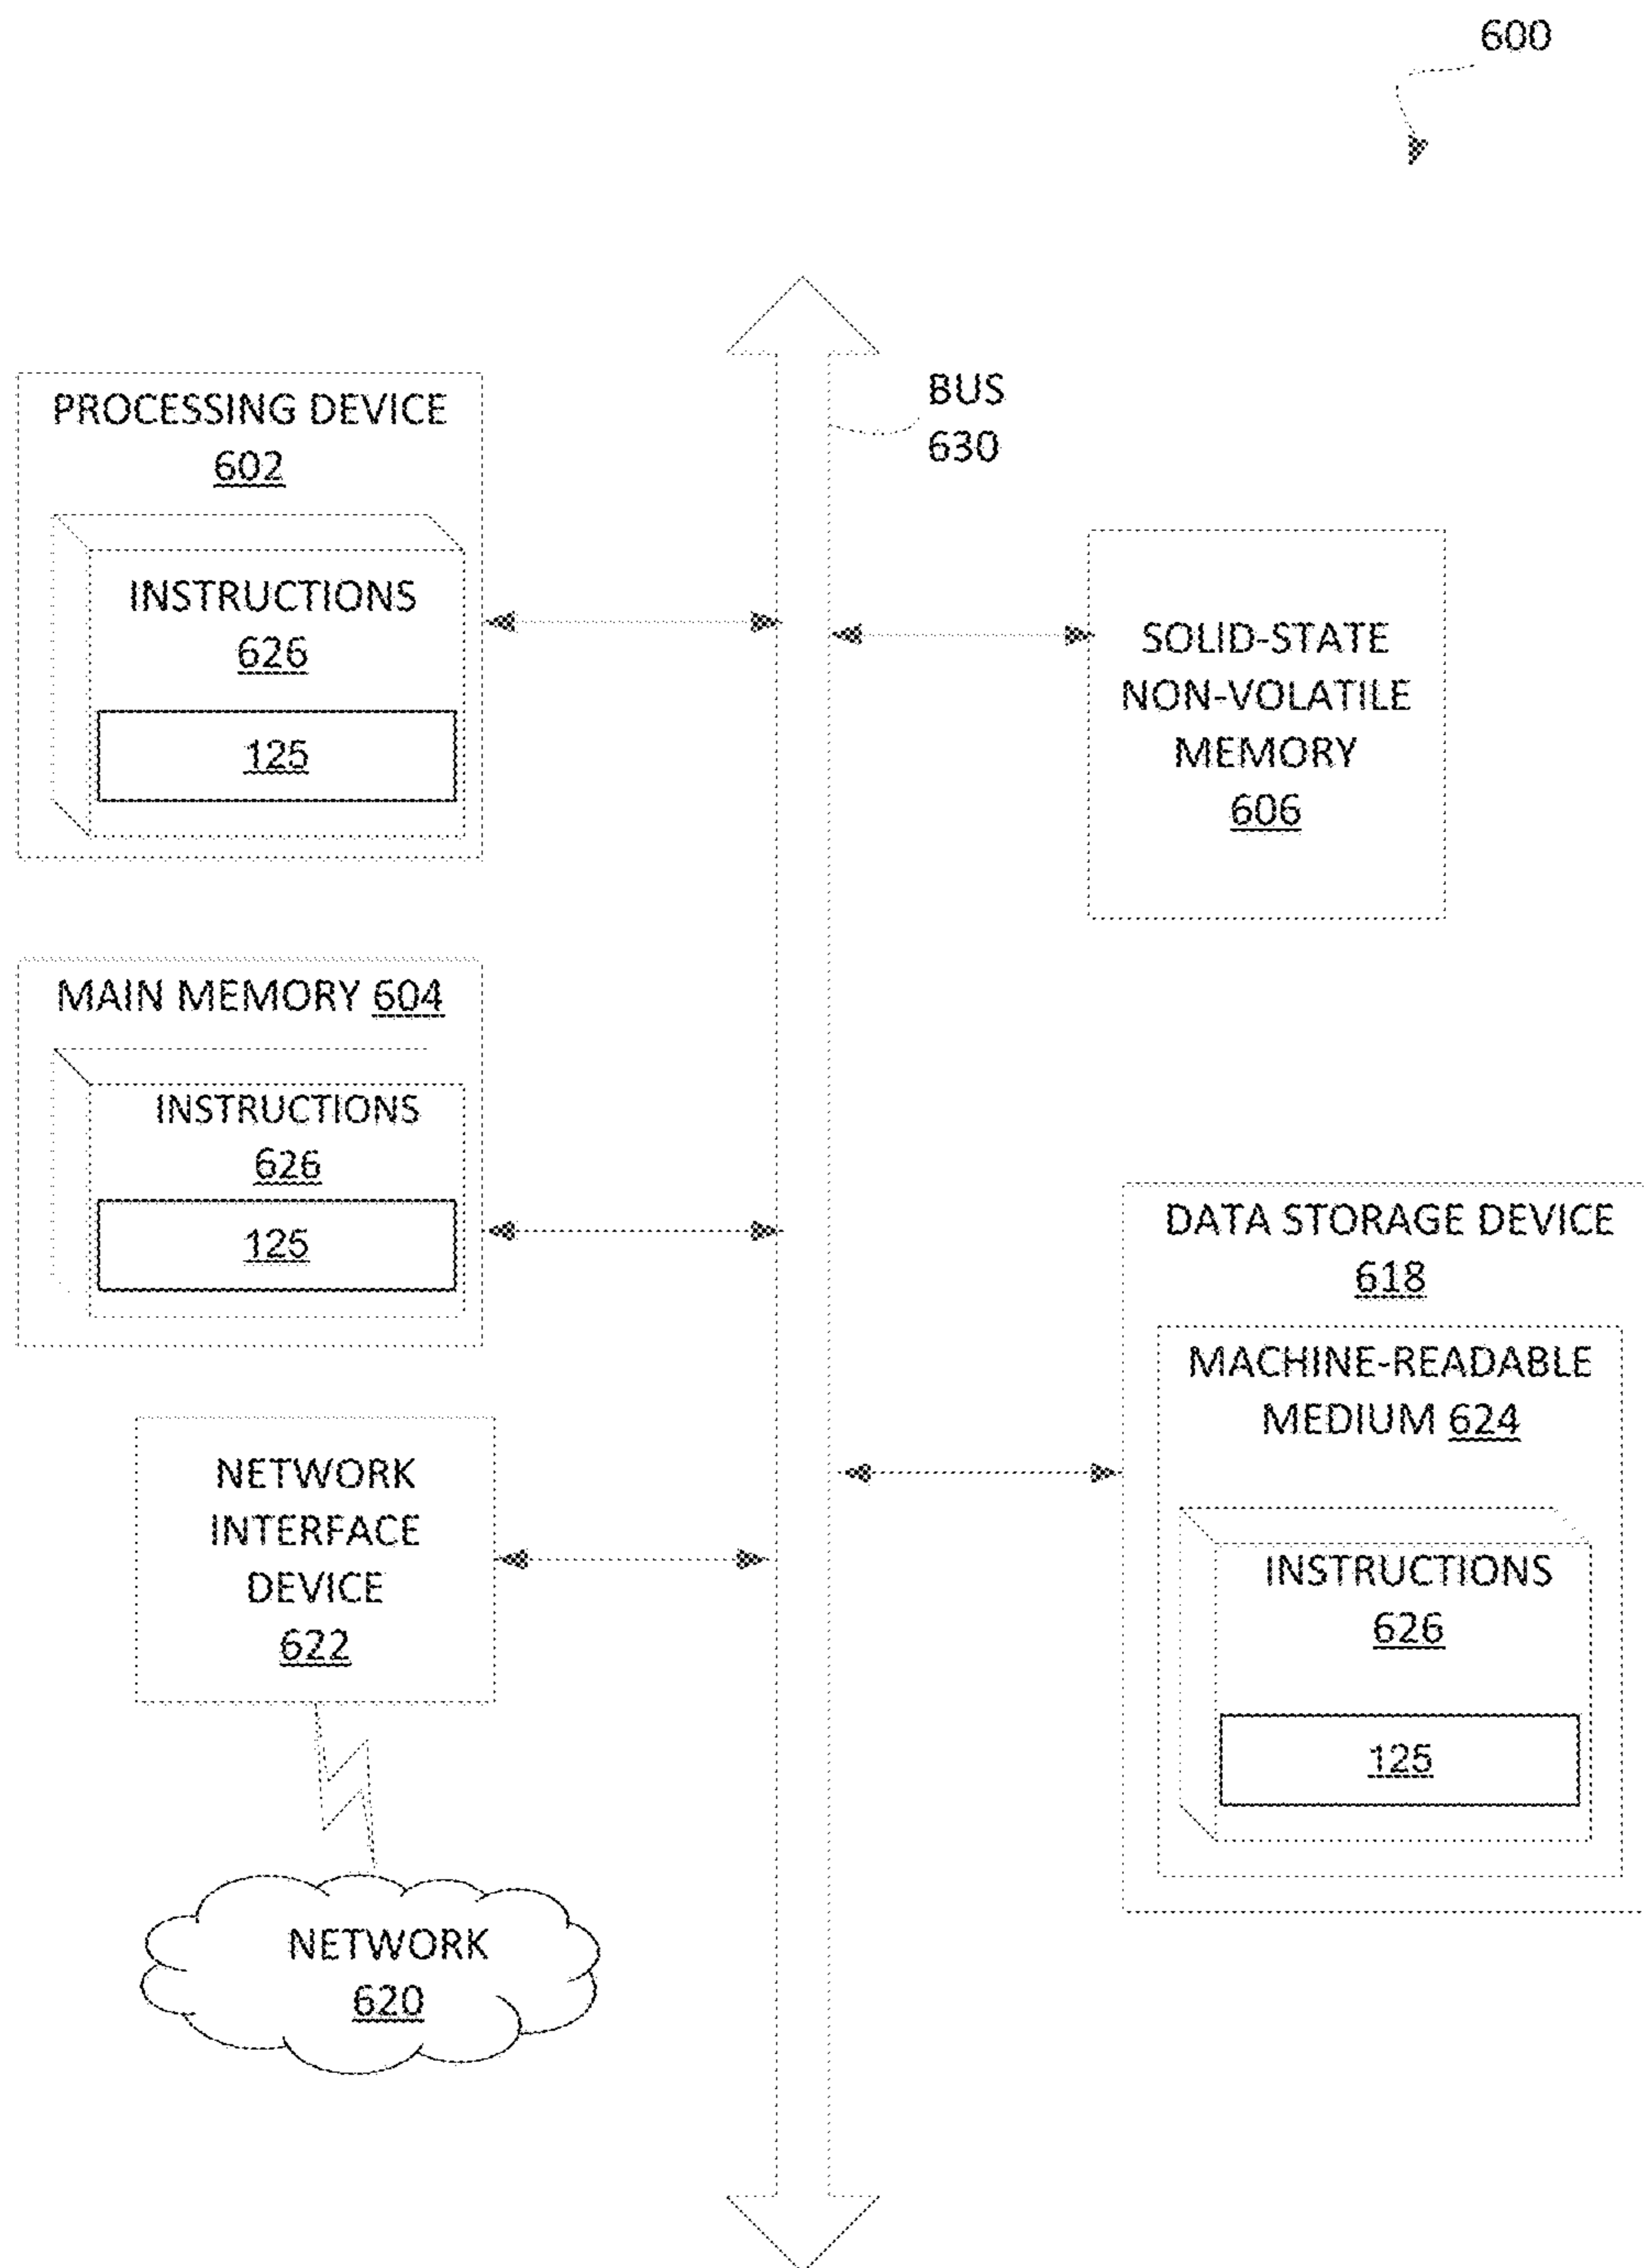 600
BUS
630
PROCESSING DEVICE
602
INSTRUCTIONS
626
125
SOLID-STATE
NON-VOLATILE
MEMORY
606
MAIN MEMORY 604
INSTRUCTIONS
626
125
DATA STORAGE DEVICE
618
MACHINE-READABLE
MEDIUM 624
INSTRUCTIONS
626
125
NETWORK
INTERFACE
DEVICE
622
NETWORK
620